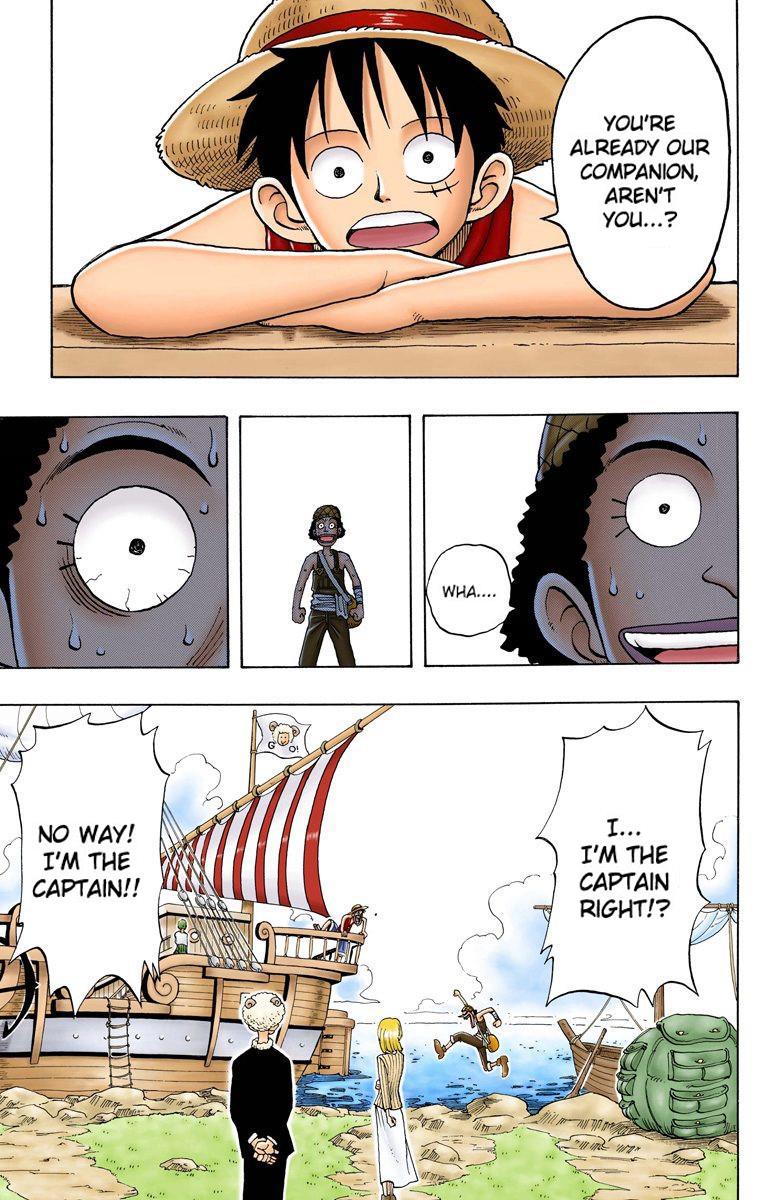 YOU'RE
ALREADY OUR
COMPANION,
AREN'T
YOU...?
WHA....
I...
I'M THE
CAPTAIN
RIGHT!?
NO WAY!
I'M THE
CAPTAIN!!
G O!